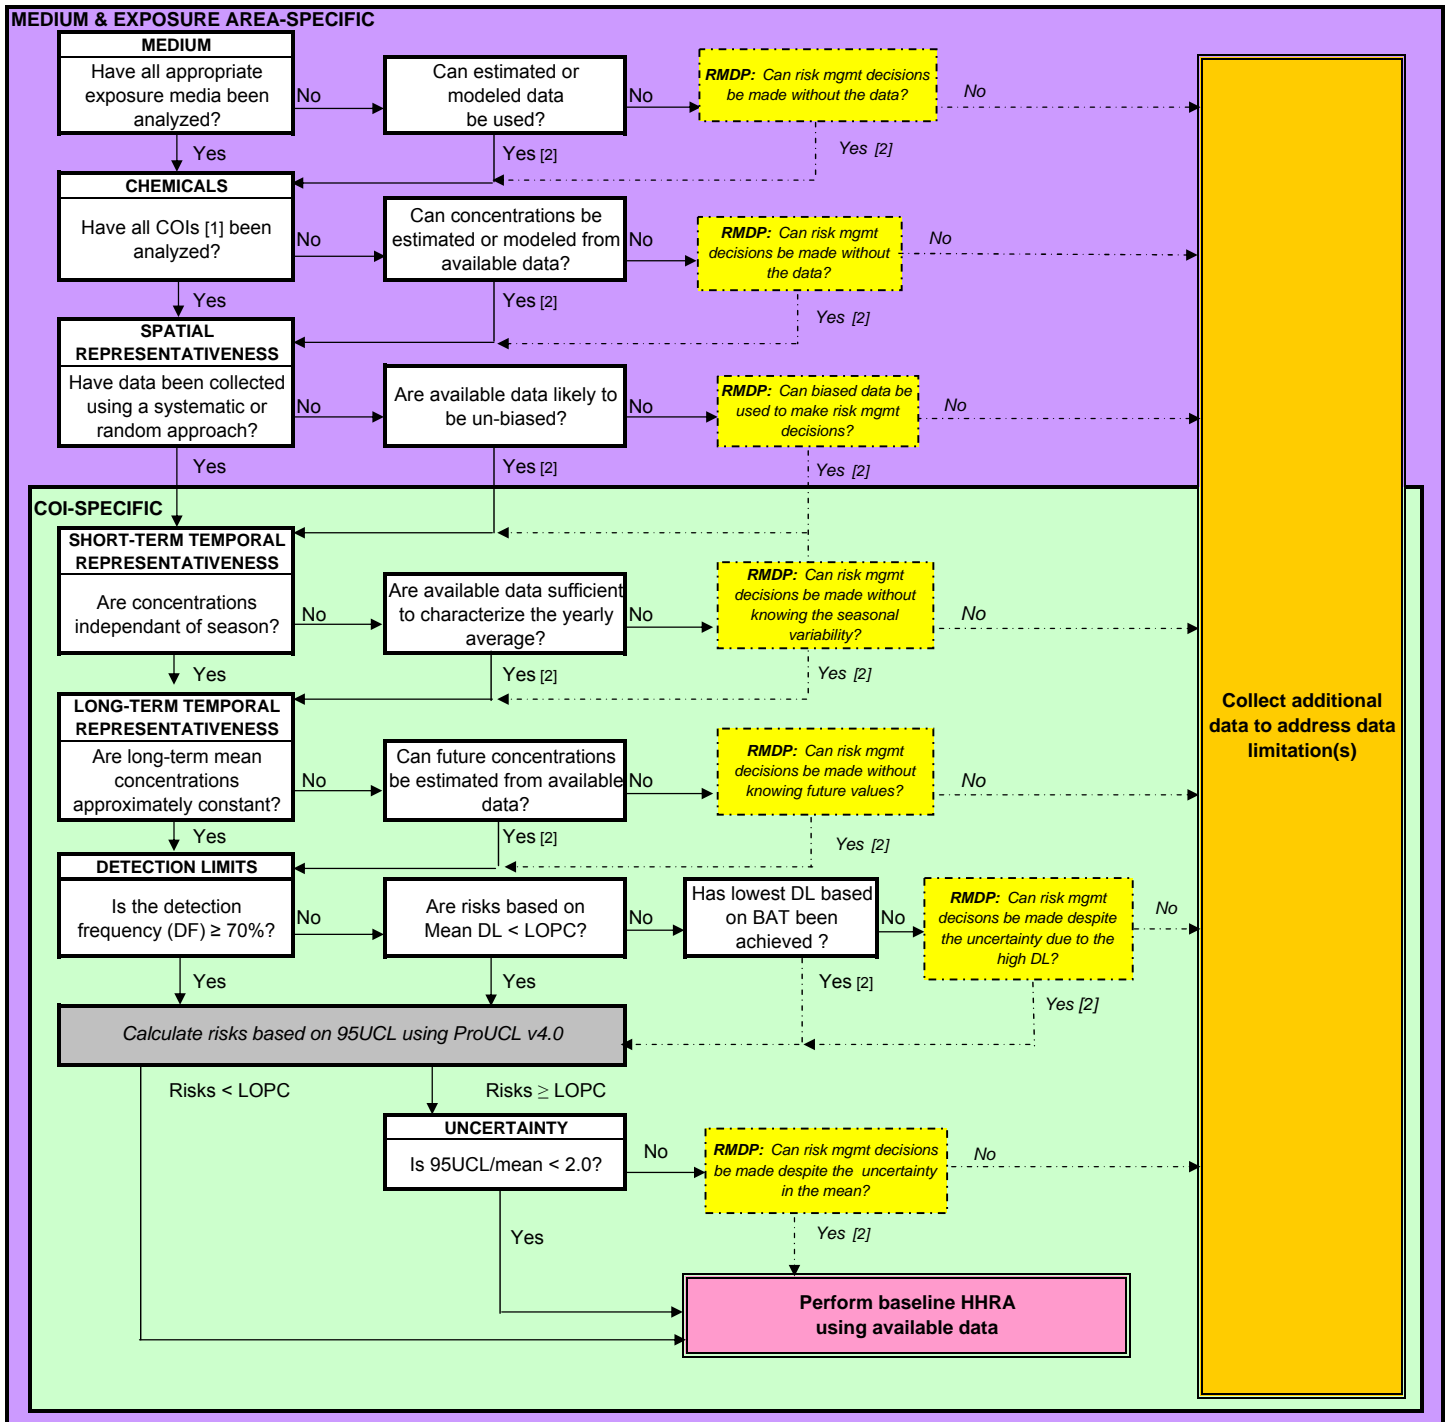 MEDIUM & EXPOSURE AREA-SPECIFIC
MEDIUM
Have all appropriate
exposure media been
analyzed?
No
Can estimated or
modeled data
be used?
No
RMDP: Can risk mgmt decisions
be made without the data?
No
Yes
Yes [2]
Yes [2]
CHEMICALS
Have all COIs [1] been
analyzed?
No
Can concentrations be
estimated or modeled from
available data?
No
RMDP: Can risk mgmt
decisions be made without
the data?
No
Yes
Yes [2]
Yes [2]
SPATIAL
REPRESENTATIVENESS
Have data been collected
using a systematic or
random approach?
No
Are available data likely to
be un-biased?
No
RMDP: Can biased data be
used to make risk mgmt
decisions?
No
Yes
Yes [2]
Yes [2]
COI-SPECIFIC
SHORT-TERM TEMPORAL
REPRESENTATIVENESS
Are concentrations
independant of season?
No
Are available data sufficient
to characterize the yearly
average?
No
RMDP: Can risk mgmt
decisions be made without
knowing the seasonal
variability?
No
Yes
Yes [2]
Yes [2]
LONG-TERM TEMPORAL
REPRESENTATIVENESS
Are long-term mean
concentrations
approximately constant?
No
Can future concentrations
be estimated from available
data?
No
RMDP: Can risk mgmt
decisions be made without
knowing future values?
No
Collect additional
data to address data
limitation(s)
Yes
Yes [2]
Yes [2]
DETECTION LIMITS
Is the detection
frequency (DF) ≥ 70%?
No
Are risks based on
Mean DL < LOPC?
No
Has lowest DL based
on BAT been
achieved ?
No
RMDP: Can risk mgmt
decisons be made despite
the uncertainty due to the
high DL?
No
Yes
Yes
Yes [2]
Yes [2]
Calculate risks based on 95UCL using ProUCL v4.0
Risks < LOPC
Risks ≥ LOPC
UNCERTAINTY
Is 95UCL/mean < 2.0?
No
RMDP: Can risk mgmt decisions
be made despite the uncertainty
in the mean?
No
Yes
Yes [2]
Perform baseline HHRA
using available data